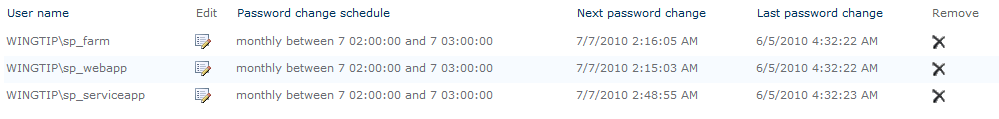 User name Edit Password change schedule Next password change Last password change Remove
WINGTIP\sp_farm monthly between 7 02:00:00 and 7 03:00:00 7/7/2010 2:16:05 AM 6/5/2010 4:32:22 AM
WINGTIP\sp_webapp monthly between 7 02:00:00 and 7 03:00:00 7/7/2010 2:15:03 AM 6/5/2010 4:32:22 AM
WINGTIP\sp_serviceapp monthly between 7 02:00:00 and 7 03:00:00 7/7/2010 2:48:55 AM 6/5/2010 4:32:23 AM